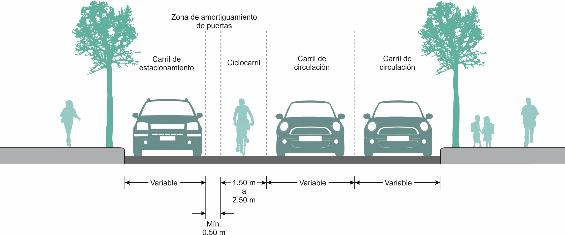 Zona de amortiguamiento
de puertas
Carril de
estacionamiento
Ciclocarril
Carril de
circulación
Carril de
circulación
Variable
1.50 m
a
2.50 m
Variable
Variable
Mín.
0.50 m